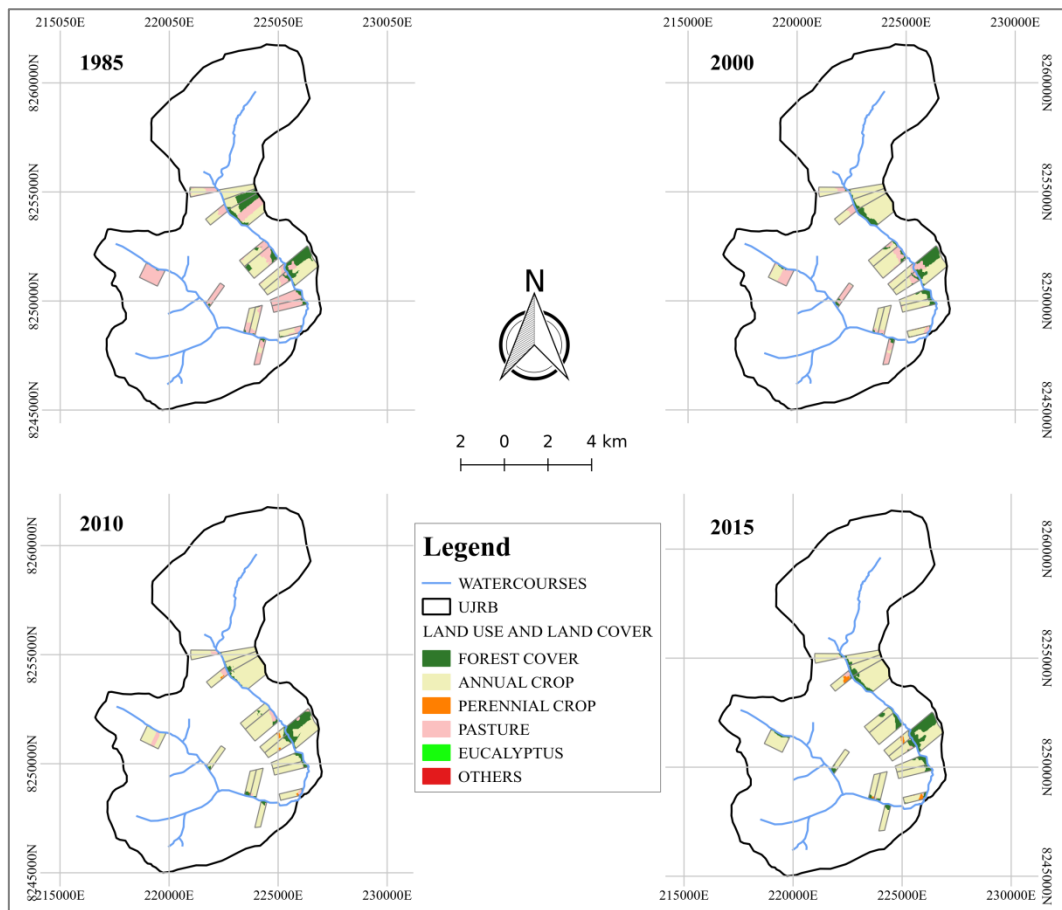 215050E 220050E 225050E 230050E
215000E 220000E 225000E 230000E
1985
2000
8260000N
8255000N
8250000N
8245000N
8260000N
8255000N
8250000N
8245000N
N
2 0 2 4 km
2010
2015
8260000N
8255000N
8250000N
8245000N
8260000N
8255000N
8250000N
8245000N
Legend
WATERCOURSES
UJRB
LAND USE AND LAND COVER
FOREST COVER
ANNUAL CROP
PERENNIAL CROP
PASTURE
EUCALYPTUS
OTHERS
215000E 220000E 225000E 230000E
215000E 220000E 225000E 230000E